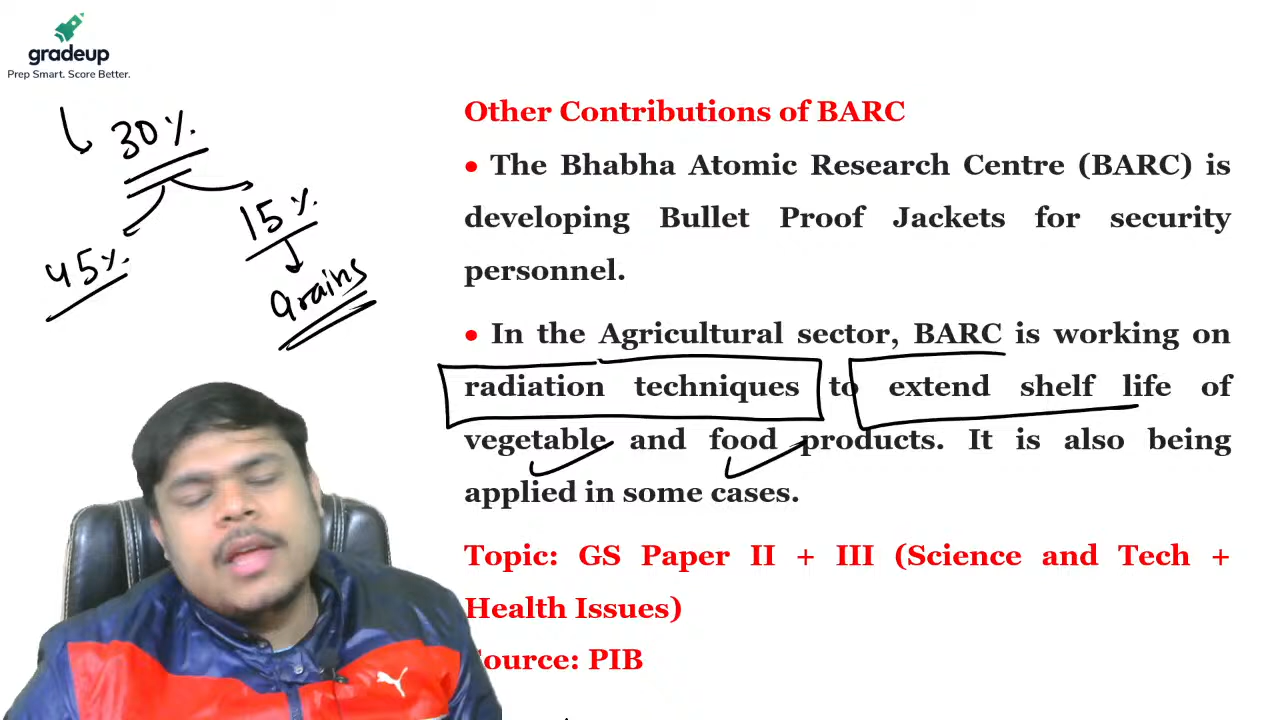 gradeup
Prep Smart. Score Better.
30%
45%
15%
Grains
Other Contributions of BARC
• The Bhabha Atomic Research Centre (BARC) is
developing Bullet Proof Jackets for security
personnel.
• In the Agricultural sector, BARC is working on
radiation techniques to extend shelf life of
vegetable and food products. It is also being
applied in some cases.
Topic: GS Paper II + III (Science and Tech +
Health Issues)
Source: PIB